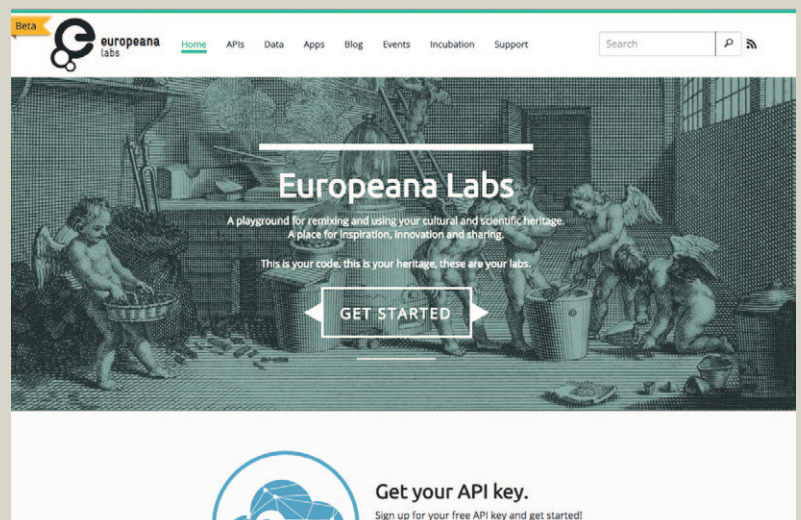 Beta
europeana
labs
Home APIs Data Apps Blog Events Incubation Support
Search
Europeana Labs
A playground for remixing and using your cultural and scientific heritage.
A place for inspiration, innovation and sharing.
This is your code, this is your heritage, these are your labs.
GET STARTED
Get your API key.
Sign up for your free API key and get started!